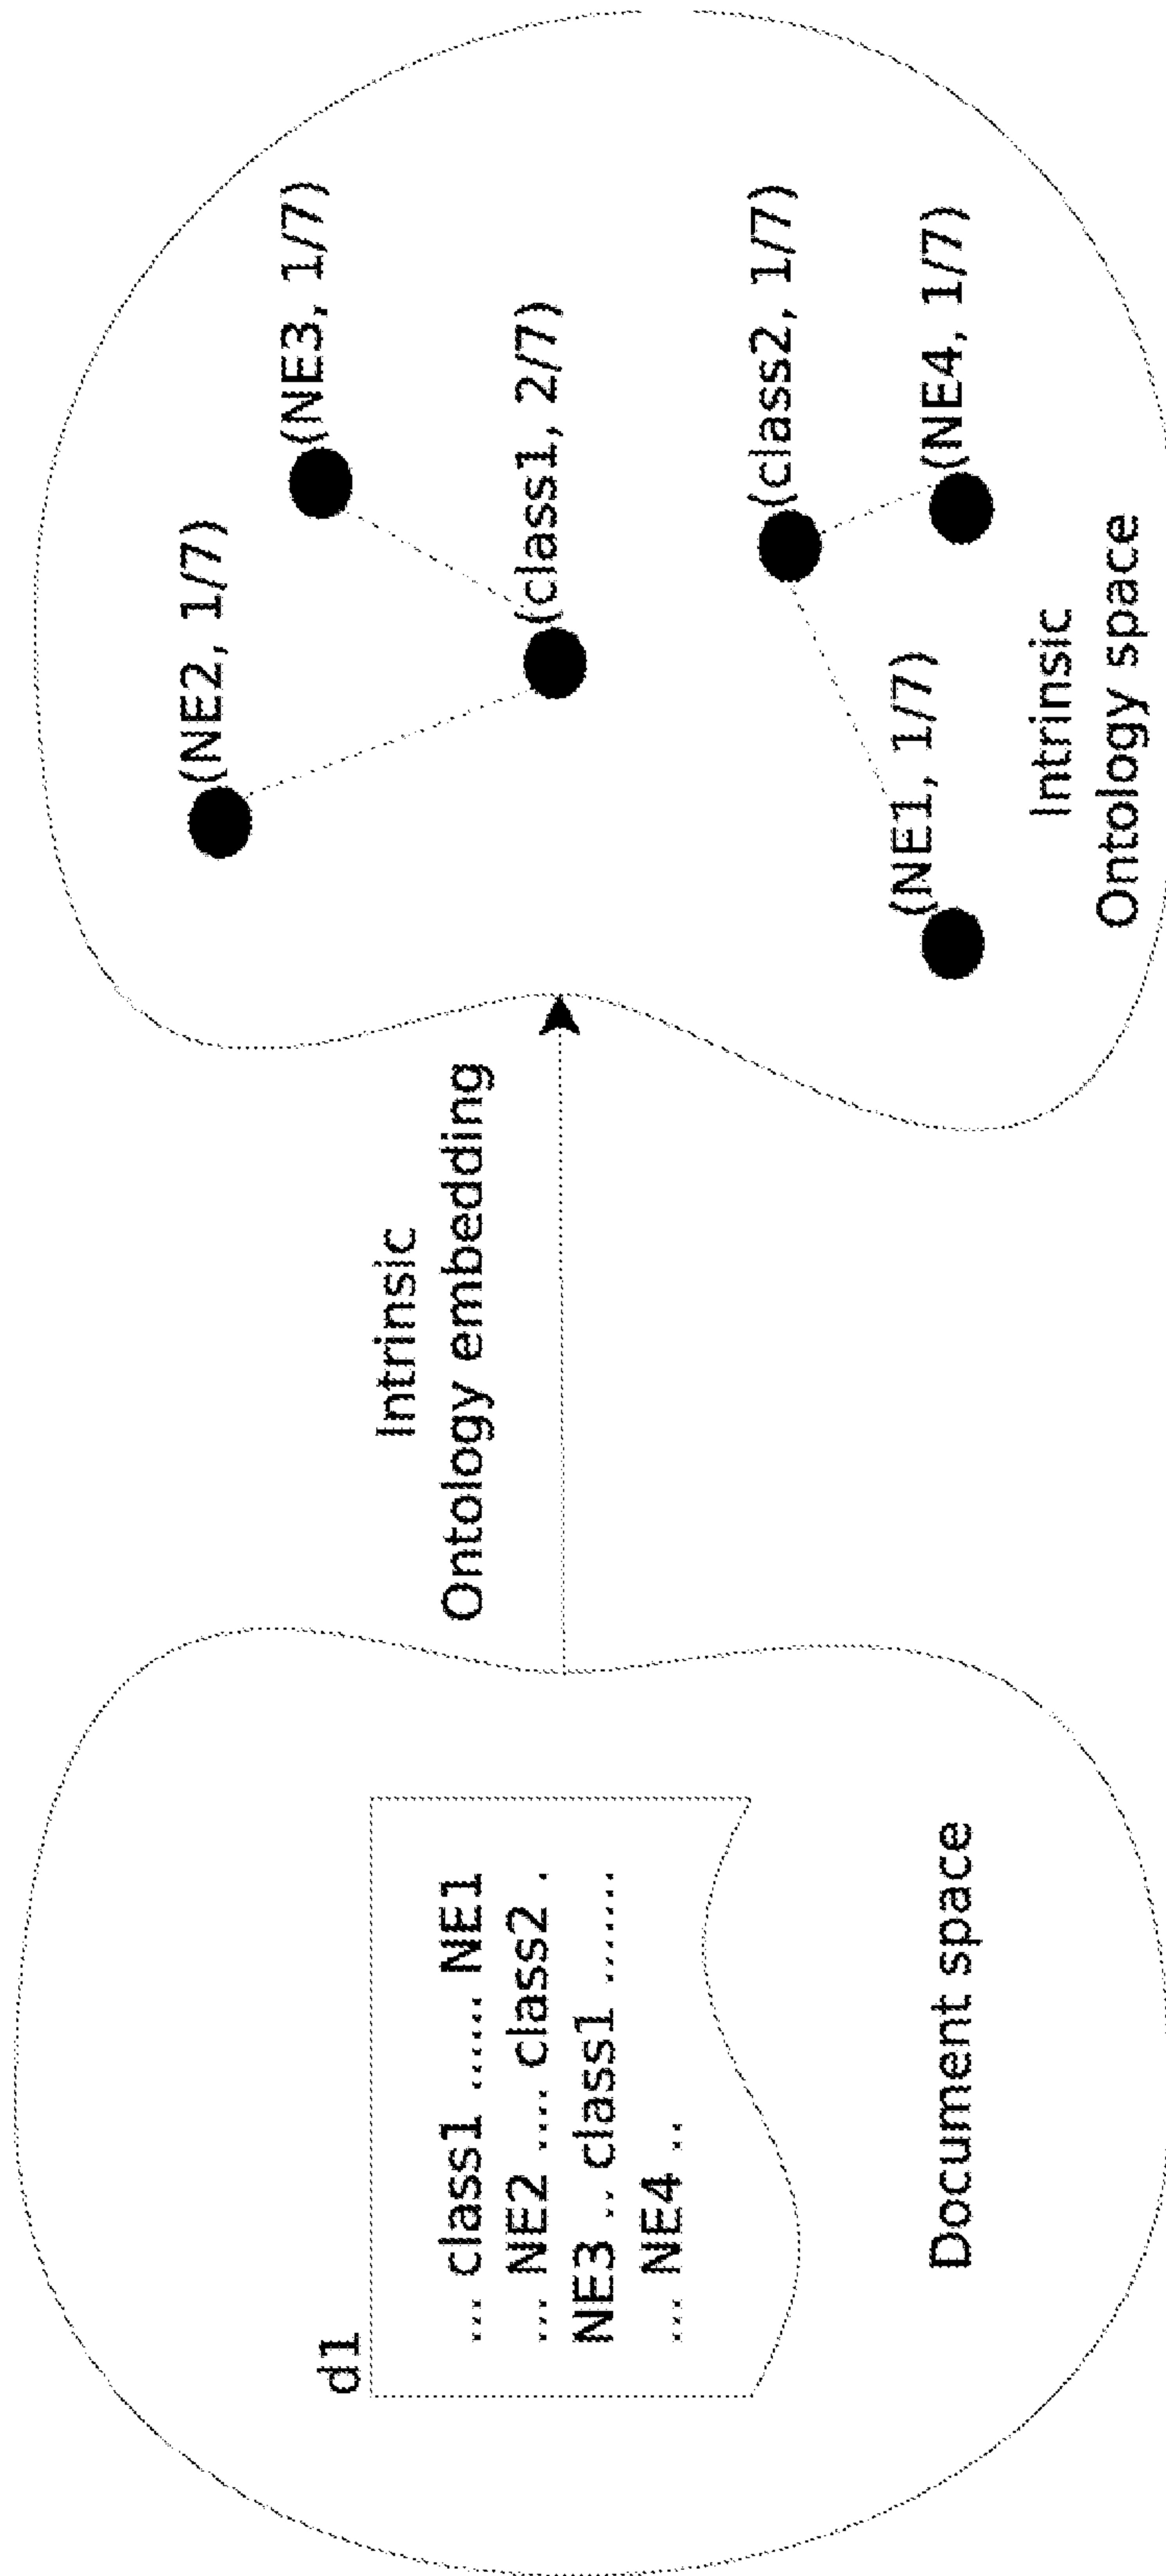 d1
... class1 ...... NE1
... NE2 .... class2 .
NE3 .. class1 .......
... NE4 ..
Document space
Intrinsic
Ontology embedding
(NE2, 1/7)
(NE3, 1/7)
(class1, 2/7)
(class2, 1/7)
(NE1, 1/7)
(NE4, 1/7)
Intrinsic
Ontology space